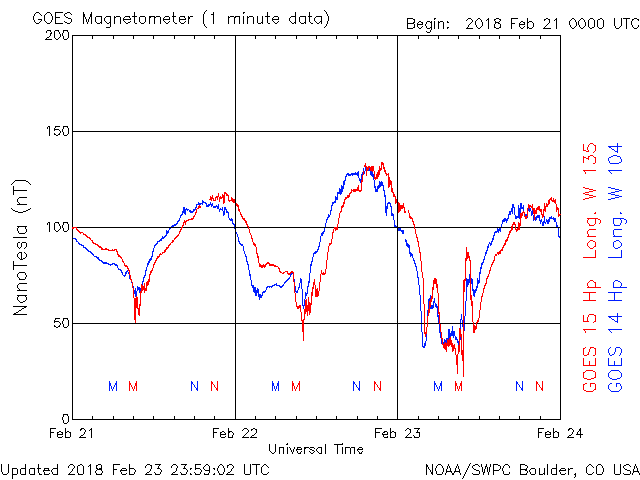 GOES Magnetometer (1 minute data)
Begin: 2018 Feb 21 0000 UTC
200
150
100
50
0
NanoTesla (nT)
M M N N M M N N M M N N
Feb 21 Feb 22 Feb 23 Feb 24
Universal Time
GOES 15 Hp Long. W 135
GOES 14 Hp Long. W 104
Updated 2018 Feb 23 23:59:02 UTC
NOAA/SWPC Boulder, CO USA